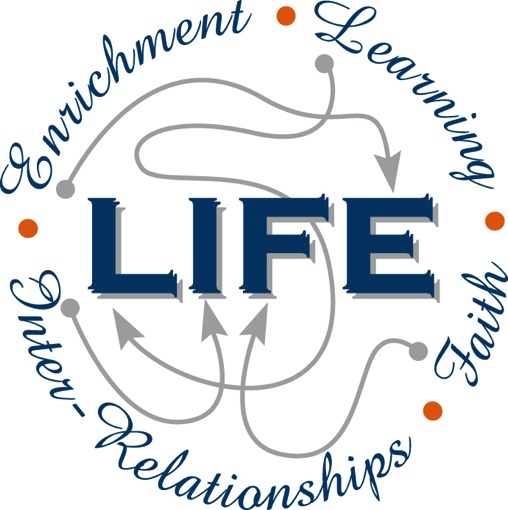 Enrichment
Learning
LIFE
Inter-Relationships
Faith